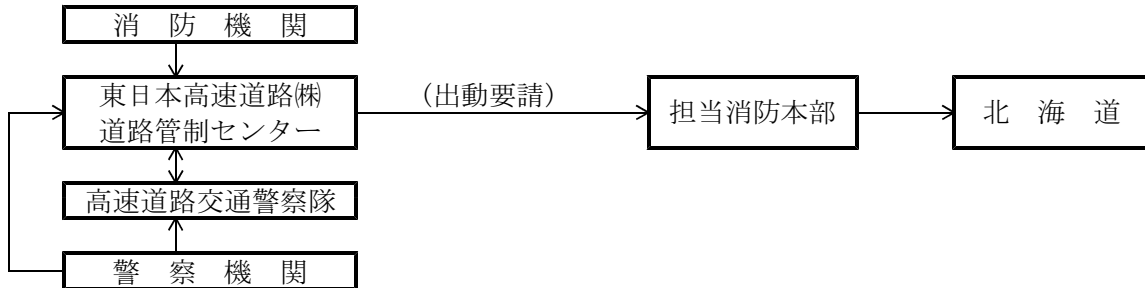 消　防　機　関
東日本高速道路㈱
道路管制センター
（出動要請）
担当消防本部
北　海　道
高速道路交通警察隊
警　察　機　関